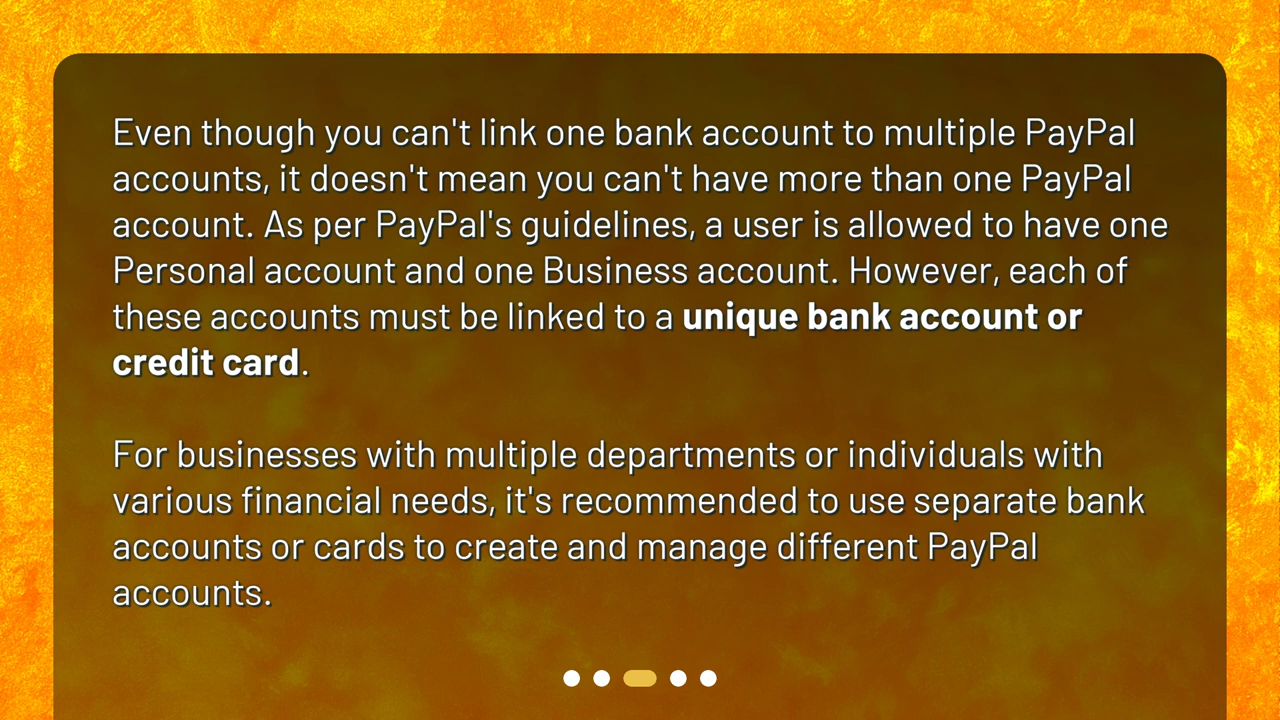 Even though you can't link one bank account to multiple PayPal
accounts, it doesn't mean you can't have more than one PayPal
account. As per PayPal's guidelines, a user is allowed to have one
Personal account and one Business account. However, each of
these accounts must be linked to a unique bank account or
credit card.
For businesses with multiple departments or individuals with
various financial needs, it's recommended to use separate bank
accounts or cards to create and manage different PayPal
accounts.